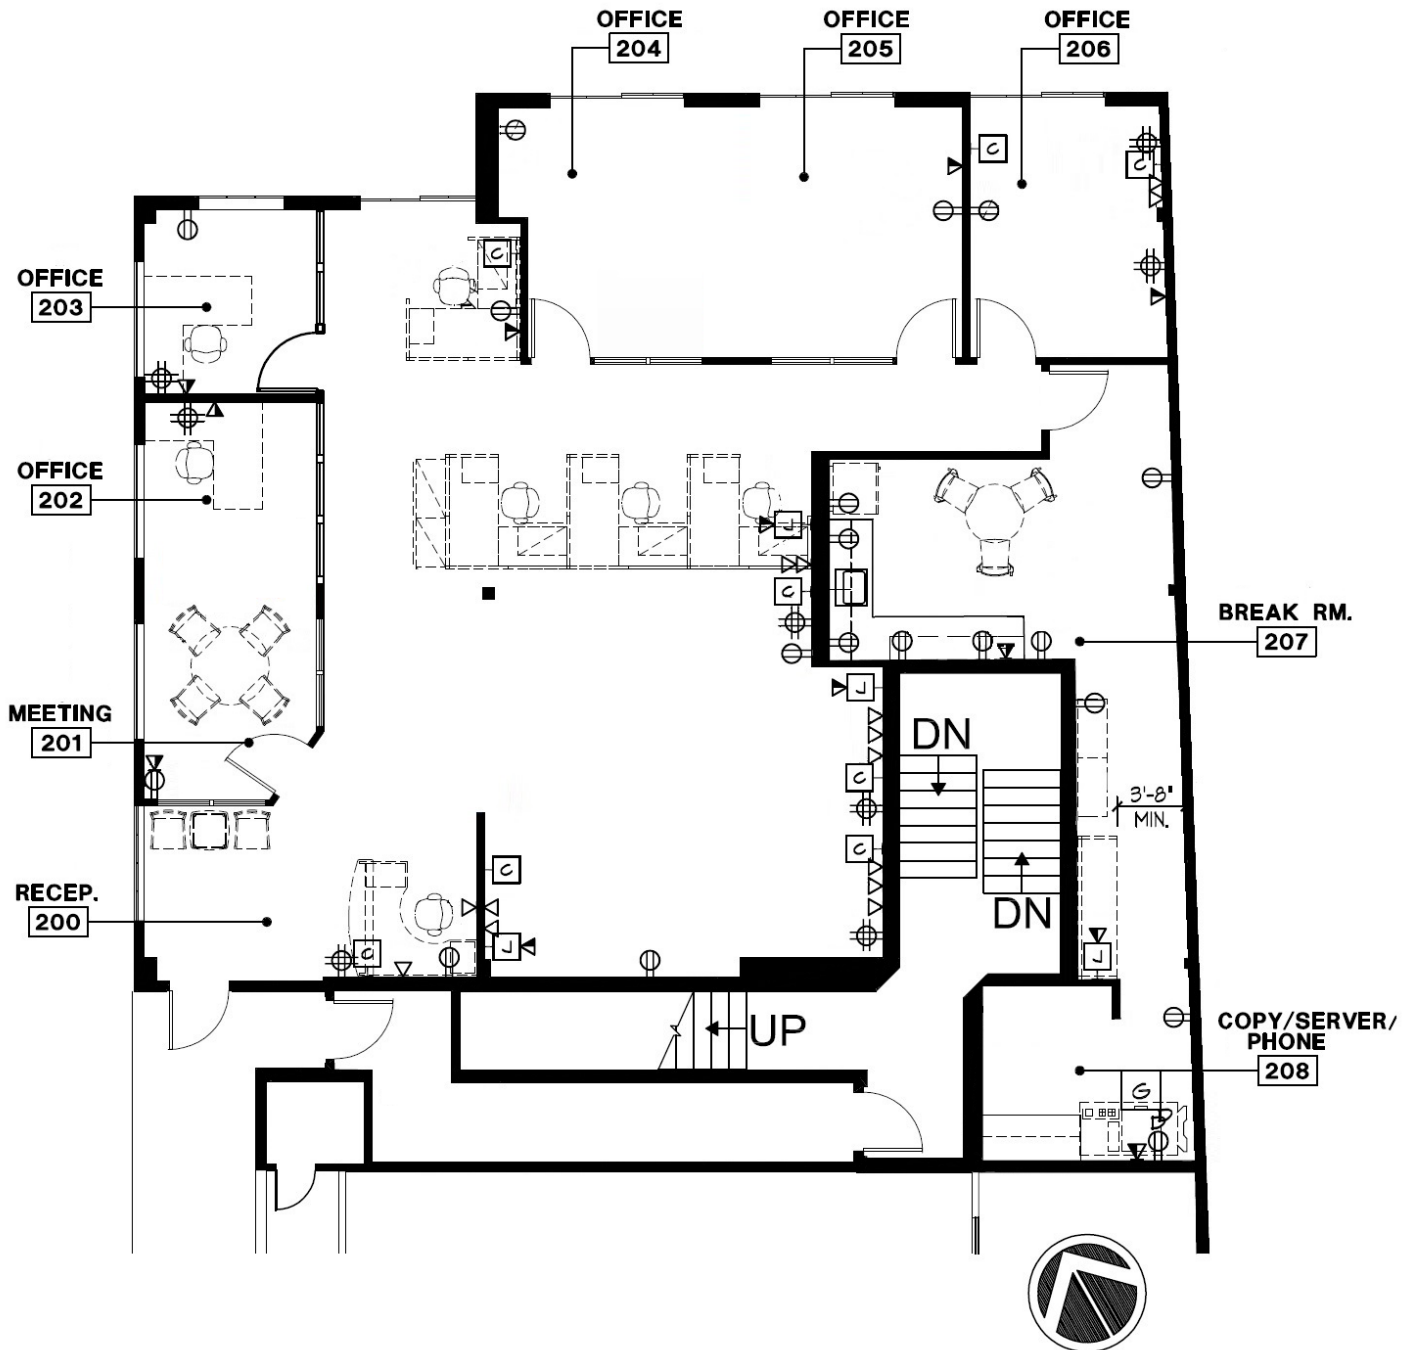 OFFICE
204
OFFICE
205
OFFICE
206
C
C
C
OFFICE
203
OFFICE
202
J
C
BREAK RM.
207
J
MEETING
201
DN
C
3'-8"
MIN.
C
C
RECEP.
200
DN
J
C
J
UP
COPY/SERVER/
PHONE
208
G